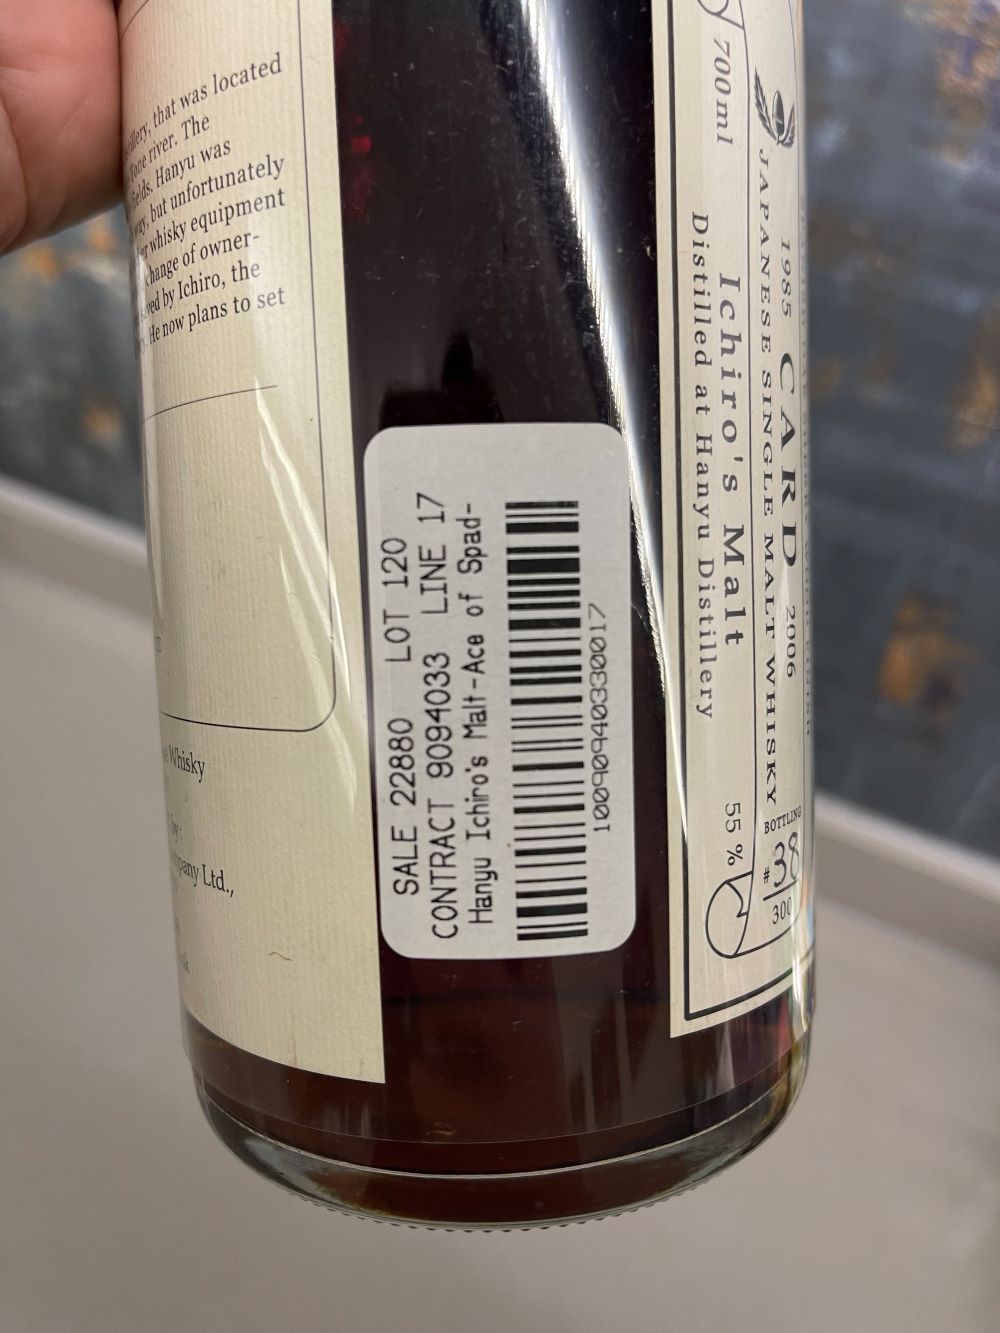 that was located
river. The
Hanyu was
but unfortunately
whisky equipment
change of owner-
by Ichiro, the
He now plans to set
Whisky
by:
Ltd.,
SALE 22880 LOT 120
CONTRACT 9094033 LINE 17
Hanyu Ichiro's Malt-Ace of Spad-
10090940330017
700ml
Ichiro's Malt
Distilled at Hanyu Distillery
55 %
1985 CARD 2006
JAPANESE SINGLE MALT WHISKY
BOTTLING
#38
300